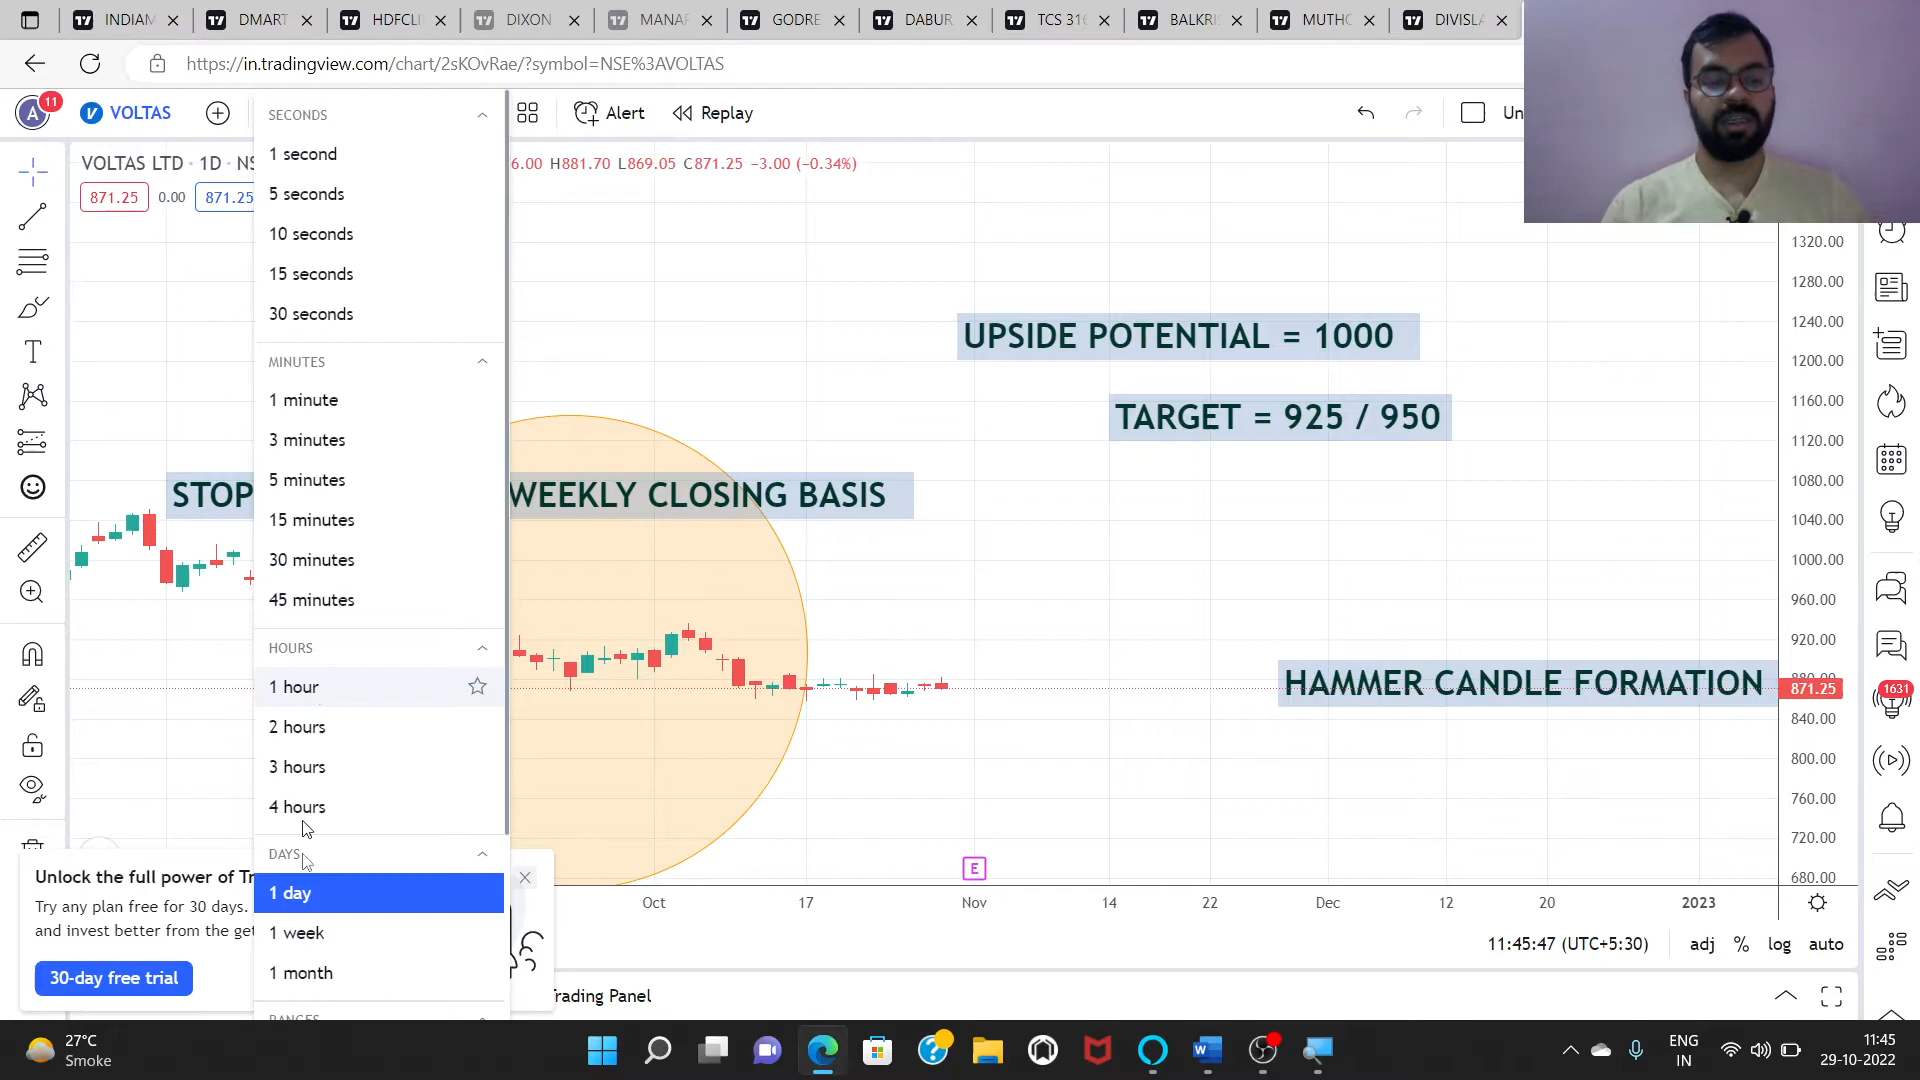 INDIAM
DMART
HDFCLI
DIXON
MANAP
GODRE
DABUR
TCS 316
BALKRIS
MUTHO
DIVISLA
https://in.tradingview.com/chart/2sKOvRae/?symbol=NSE%3AVOLTAS
A
11
VOLTAS
Alert
Replay
Un
VOLTAS LTD · 1D · NS
6.00 H881.70 L869.05 C871.25 −3.00 (−0.34%)
871.25
0.00
871.25
SECONDS
1 second
5 seconds
10 seconds
15 seconds
30 seconds
MINUTES
1 minute
3 minutes
5 minutes
15 minutes
30 minutes
45 minutes
HOURS
1 hour
2 hours
3 hours
4 hours
DAYS
1 day
1 week
1 month
RANGES
UPSIDE POTENTIAL = 1000
TARGET = 925 / 950
STOP
WEEKLY CLOSING BASIS
HAMMER CANDLE FORMATION
1320.00
1280.00
1240.00
1200.00
1160.00
1120.00
1080.00
1040.00
1000.00
960.00
920.00
880.00
871.25
840.00
800.00
760.00
720.00
680.00
1631
E
Oct
17
Nov
14
22
Dec
12
20
2023
Unlock the full power of Tr
Try any plan free for 30 days.
and invest better from the get
30-day free trial
11:45:47 (UTC+5:30)
adj
%
log
auto
Trading Panel
27°C
Smoke
ENG
IN
11:45
29-10-2022